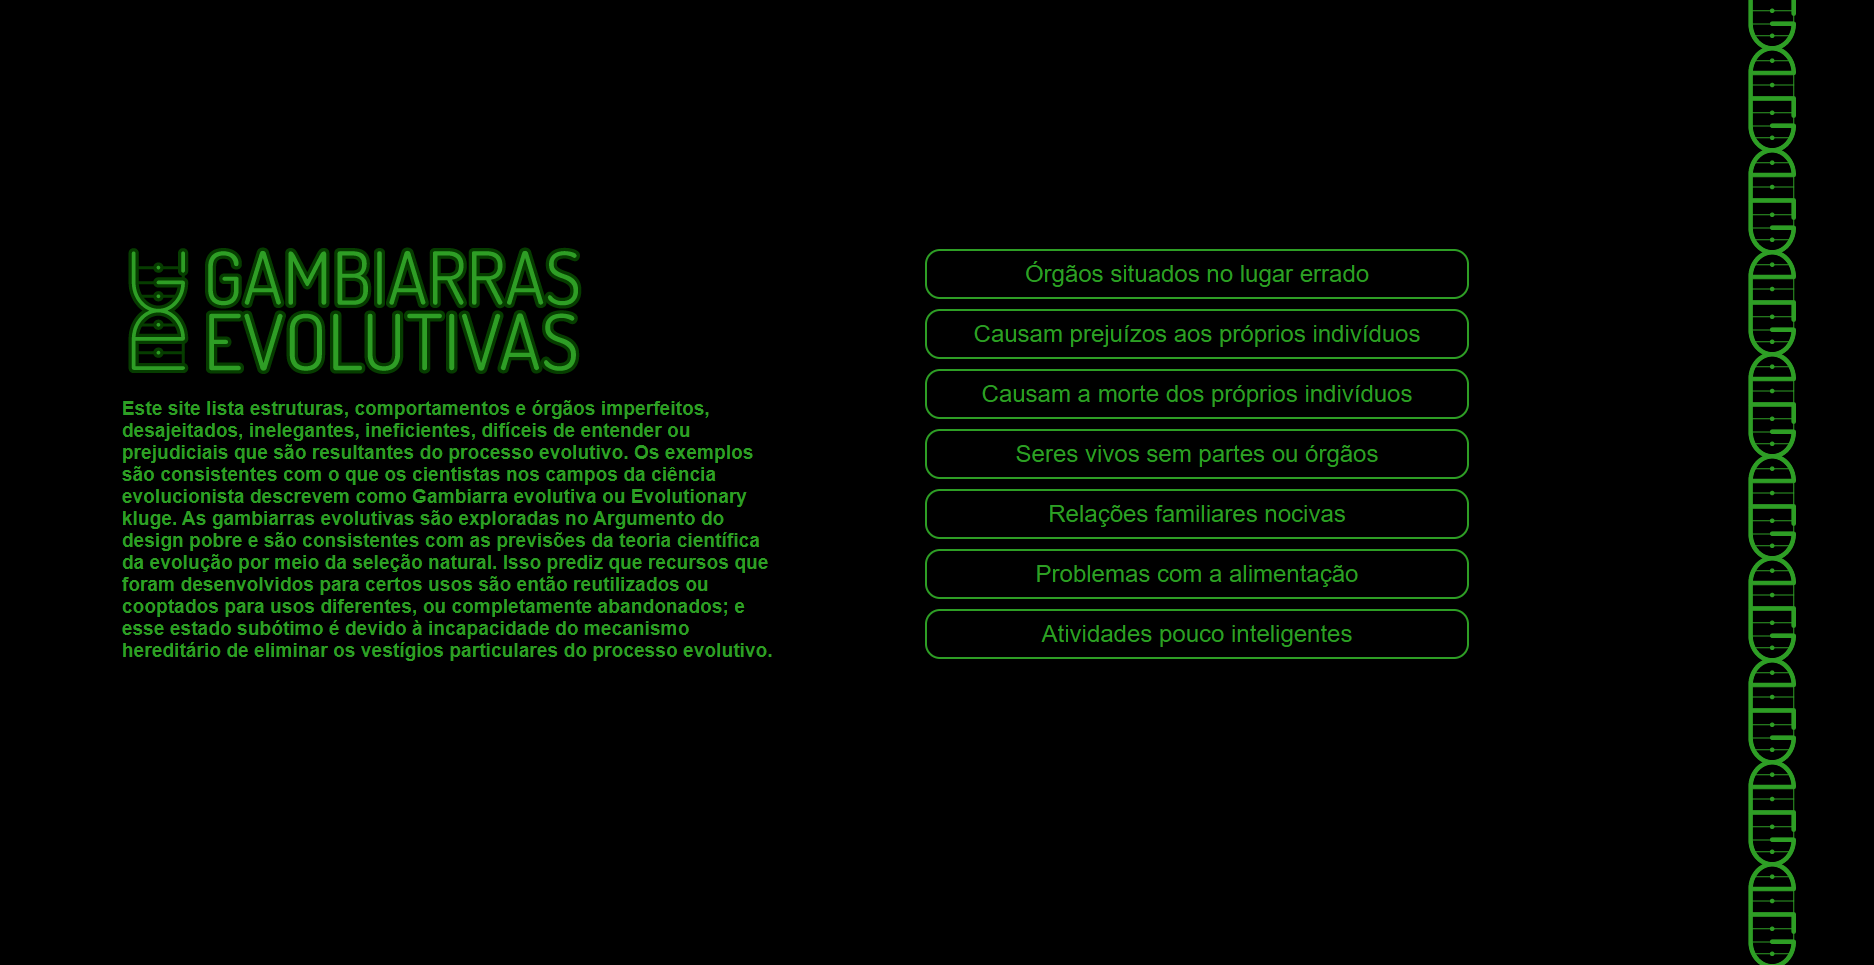 GAMBIARRAS
EVOLUTIVAS
Este site lista estruturas, comportamentos e órgãos imperfeitos,
desajeitados, inelegantes, ineficientes, difíceis de entender ou
prejudiciais que são resultantes do processo evolutivo. Os exemplos
são consistentes com o que os cientistas nos campos da ciência
evolucionista descrevem como Gambiarra evolutiva ou Evolutionary
kluge. As gambiarras evolutivas são exploradas no Argumento do
design pobre e são consistentes com as previsões da teoria científica
da evolução por meio da seleção natural. Isso prediz que recursos que
foram desenvolvidos para certos usos são então reutilizados ou
cooptados para usos diferentes, ou completamente abandonados; e
esse estado subótimo é devido à incapacidade do mecanismo
hereditário de eliminar os vestígios particulares do processo evolutivo.
Órgãos situados no lugar errado
Causam prejuízos aos próprios indivíduos
Causam a morte dos próprios indivíduos
Seres vivos sem partes ou órgãos
Relações familiares nocivas
Problemas com a alimentação
Atividades pouco inteligentes